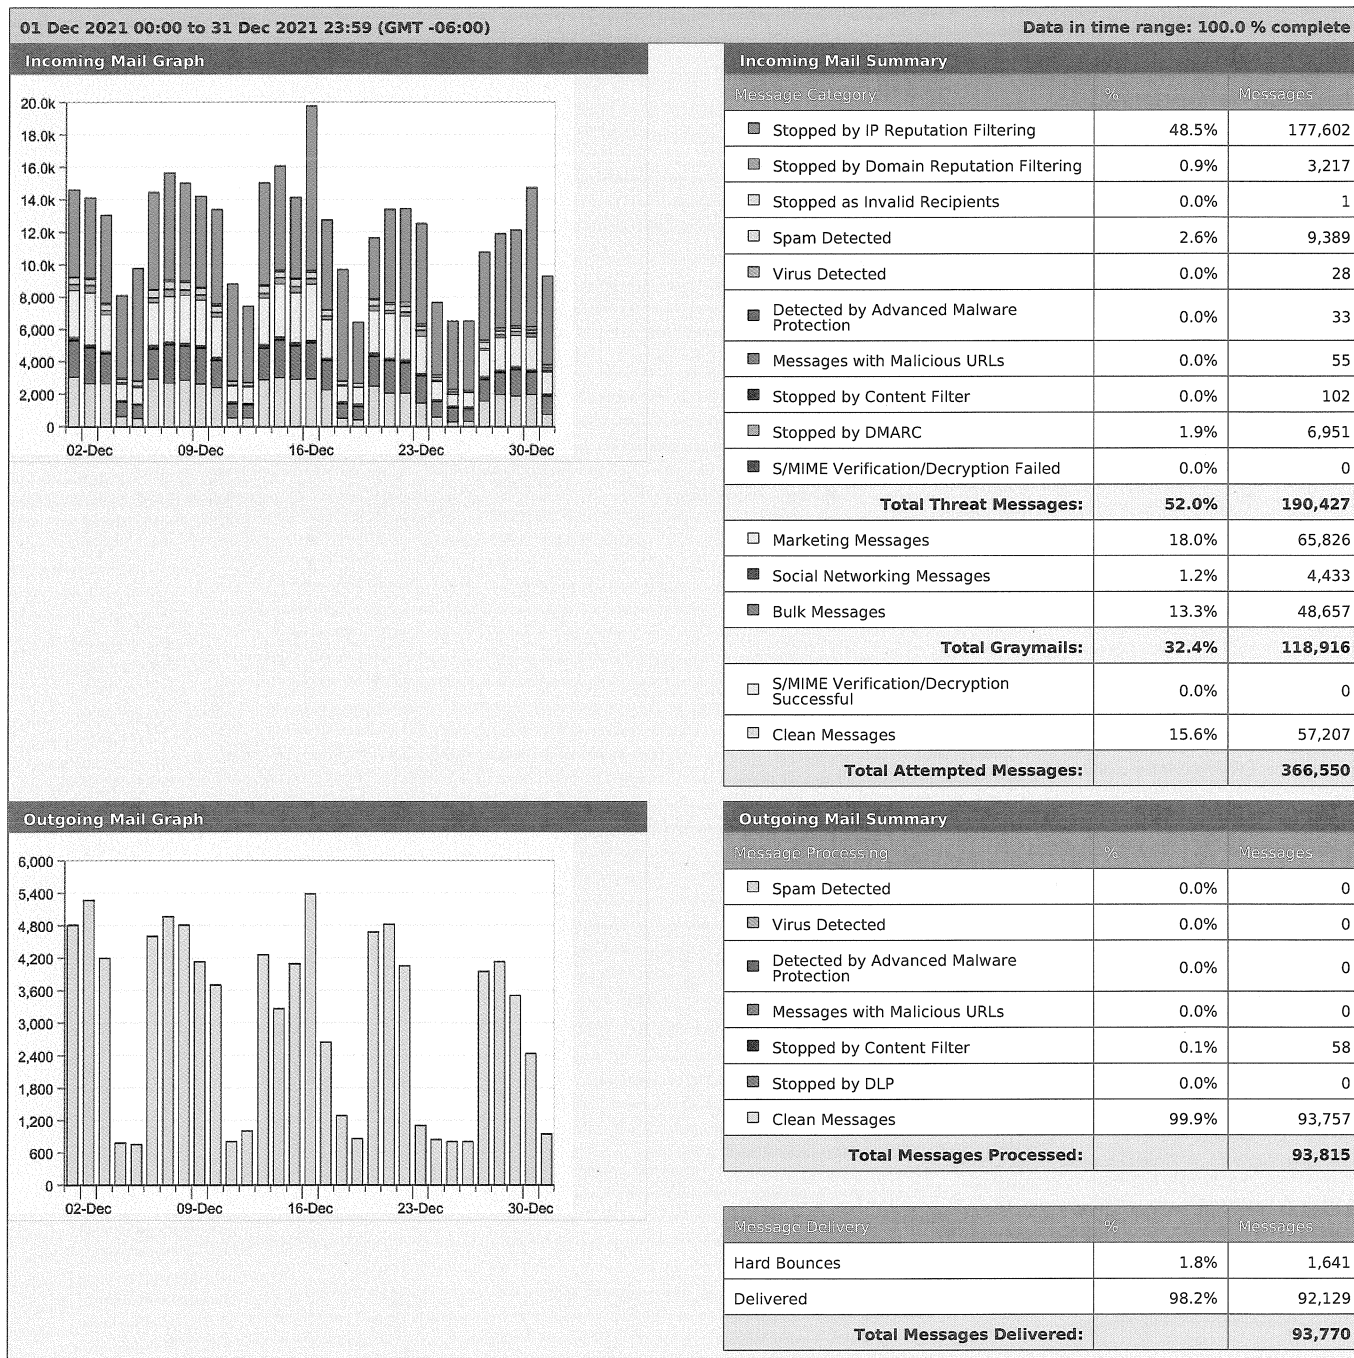 01 Dec 2021 00:00 to 31 Dec 2021 23:59 (GMT -06:00) Data in time range: 100.0 % complete
Incoming Mail Graph
20.0k
18.0k
16.0k
14.0k
12.0k
10.0k
8,000
6,000
4,000
2,000
0
02-Dec 09-Dec 16-Dec 23-Dec 30-Dec
Incoming Mail Summary
Message Category % Messages
Stopped by IP Reputation Filtering 48.5% 177,602
Stopped by Domain Reputation Filtering 0.9% 3,217
Stopped as Invalid Recipients 0.0% 1
Spam Detected 2.6% 9,389
Virus Detected 0.0% 28
Detected by Advanced Malware
Protection 0.0% 33
Messages with Malicious URLs 0.0% 55
Stopped by Content Filter 0.0% 102
Stopped by DMARC 1.9% 6,951
S/MIME Verification/Decryption Failed 0.0% 0
Total Threat Messages: 52.0% 190,427
Marketing Messages 18.0% 65,826
Social Networking Messages 1.2% 4,433
Bulk Messages 13.3% 48,657
Total Graymails: 32.4% 118,916
S/MIME Verification/Decryption
Successful 0.0% 0
Clean Messages 15.6% 57,207
Total Attempted Messages: 366,550
Outgoing Mail Graph
6,000
5,400
4,800
4,200
3,600
3,000
2,400
1,800
1,200
600
0
02-Dec 09-Dec 16-Dec 23-Dec 30-Dec
Outgoing Mail Summary
Message Processing % Messages
Spam Detected 0.0% 0
Virus Detected 0.0% 0
Detected by Advanced Malware
Protection 0.0% 0
Messages with Malicious URLs 0.0% 0
Stopped by Content Filter 0.1% 58
Stopped by DLP 0.0% 0
Clean Messages 99.9% 93,757
Total Messages Processed: 93,815
Message Delivery % Messages
Hard Bounces 1.8% 1,641
Delivered 98.2% 92,129
Total Messages Delivered: 93,770